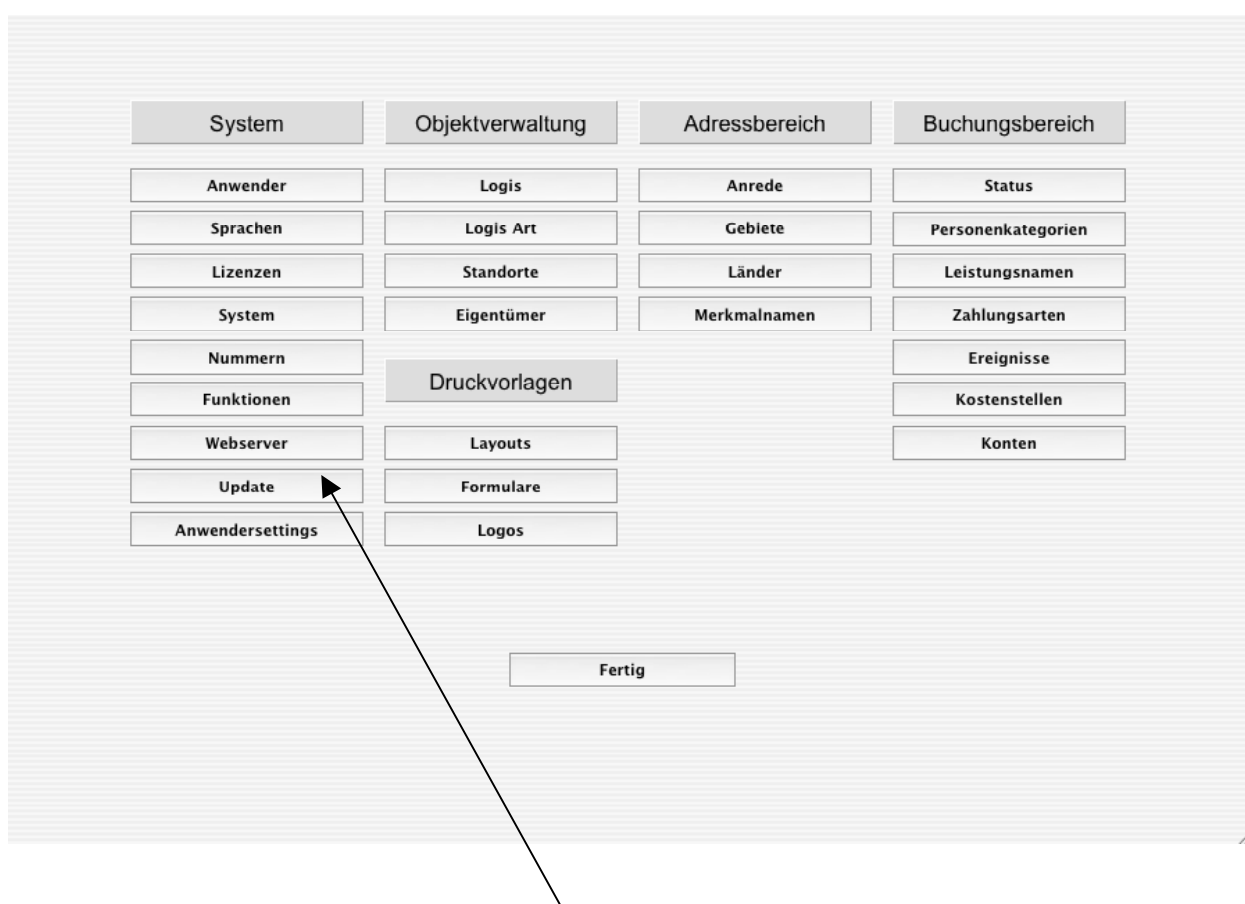 System
Anwender
Sprachen
Lizenzen
System
Nummern
Funktionen
Webserver
Update
Anwendersettings
Objektverwaltung
Logis
Logis Art
Standorte
Eigentümer
Druckvorlagen
Layouts
Formulare
Logos
Adressbereich
Anrede
Gebiete
Länder
Merkmalnamen
Buchungsbereich
Status
Personenkategorien
Leistungsnamen
Zahlungsarten
Ereignisse
Kostenstellen
Konten
Fertig